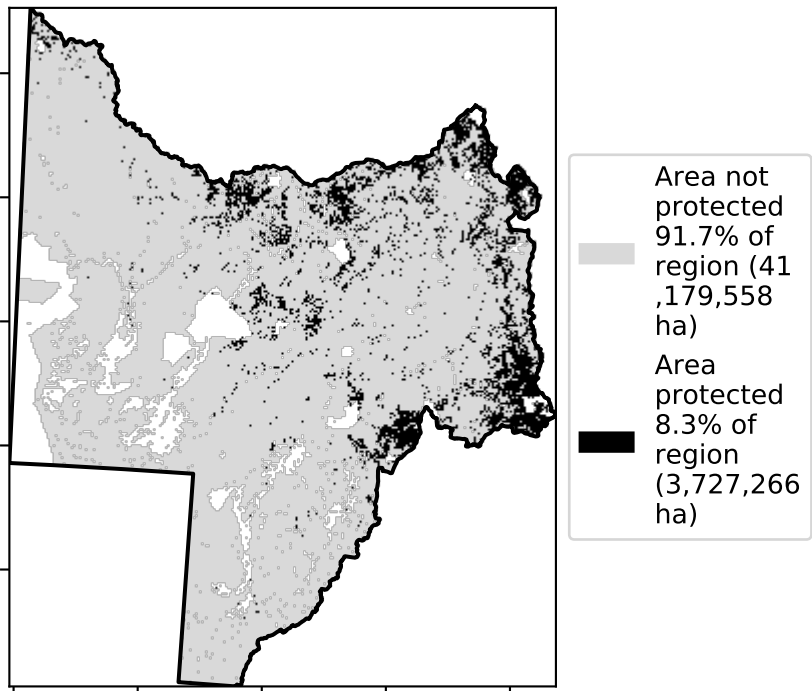 Area not
protected
91.7% of
region (41
,179,558
ha)
Area
protected
8.3% of
region
(3,727,266
ha)